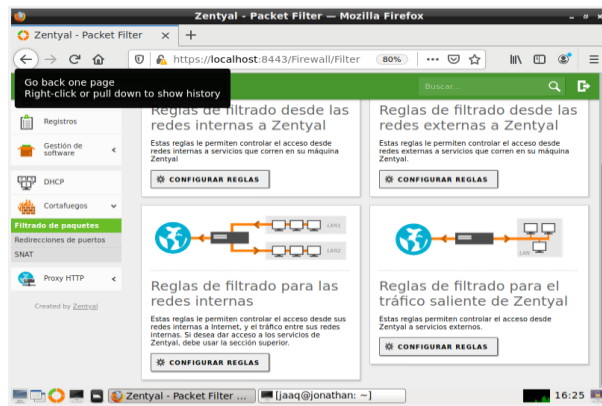 Zentyal - Packet Filter — Mozilla Firefox
Zentyal - Packet Filter
https://localhost:8443/Firewall/Filter
80%
Go back one page
Right-click or pull down to show history
Buscar...
Registros
Gestión de
software
DHCP
Cortafuegos
Filtrado de paquetes
Redirecciones de puertos
SNAT
Proxy HTTP
Created by Zentyal
Reglas de filtrado desde las
redes internas a Zentyal
Estas reglas le permiten controlar el acceso desde
redes internas a servicios que corren en su máquina
Zentyal
CONFIGURAR REGLAS
Reglas de filtrado desde las
redes externas a Zentyal
Estas reglas le permiten controlar el acceso desde
redes externas a servicios que corren en su máquina
Zentyal.
CONFIGURAR REGLAS
LAN1
LAN2
Reglas de filtrado para las
redes internas
Estas reglas le permiten controlar el acceso desde sus
redes internas a Internet, y el tráfico entre sus redes
internas. Si desea dar acceso a los servicios de
Zentyal, debe usar la sección superior.
CONFIGURAR REGLAS
LAN
Reglas de filtrado para el
tráfico saliente de Zentyal
Estas reglas permiten controlar el acceso desde
Zentyal a servicios externos.
CONFIGURAR REGLAS
Zentyal - Packet Filter ...
[jaaq@jonathan: ~]
16:25